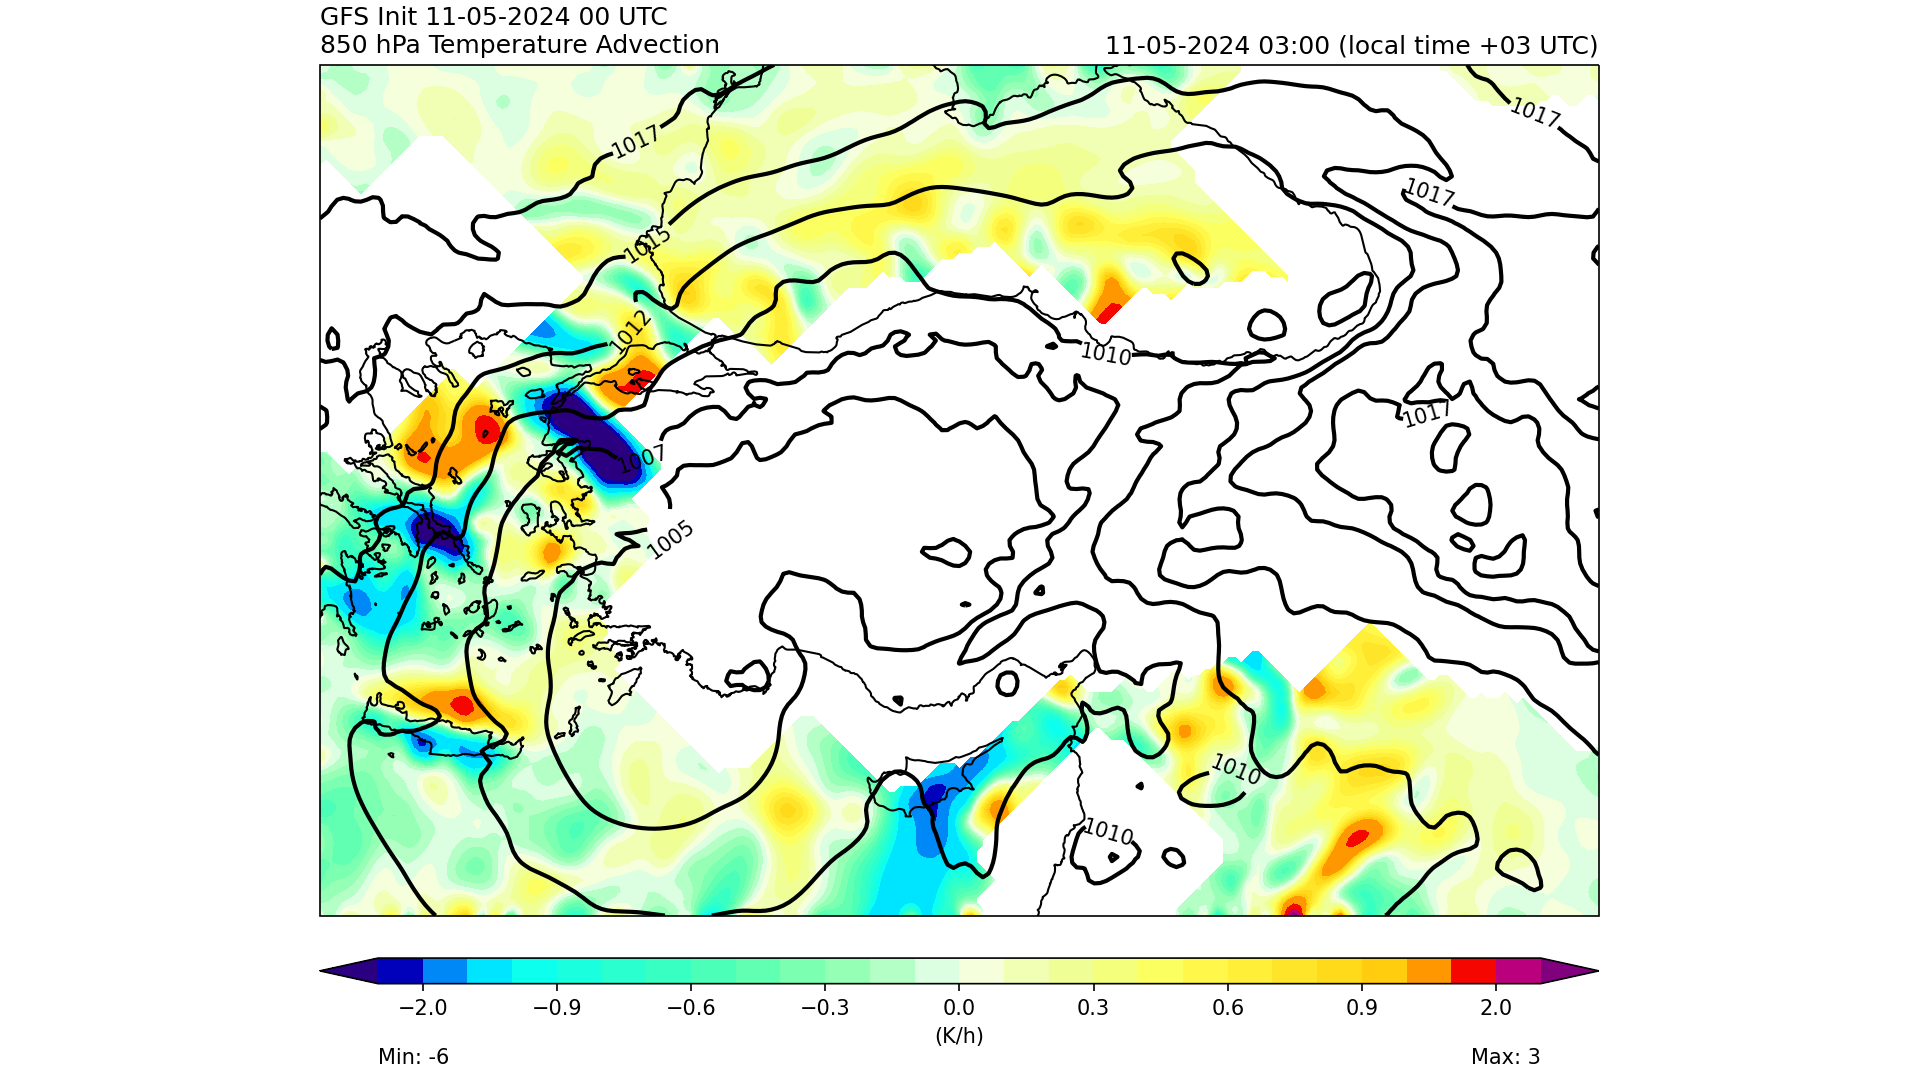 GFS Init 11-05-2024 00 UTC
850 hPa Temperature Advection
11-05-2024 03:00 (local time +03 UTC)
1017
1017
1017
1015
1012
1010
1017
1007
1005
1010
1010
−2.0 −0.9 −0.6 −0.3 0.0 0.3 0.6 0.9 2.0
(K/h)
Min: -6
Max: 3